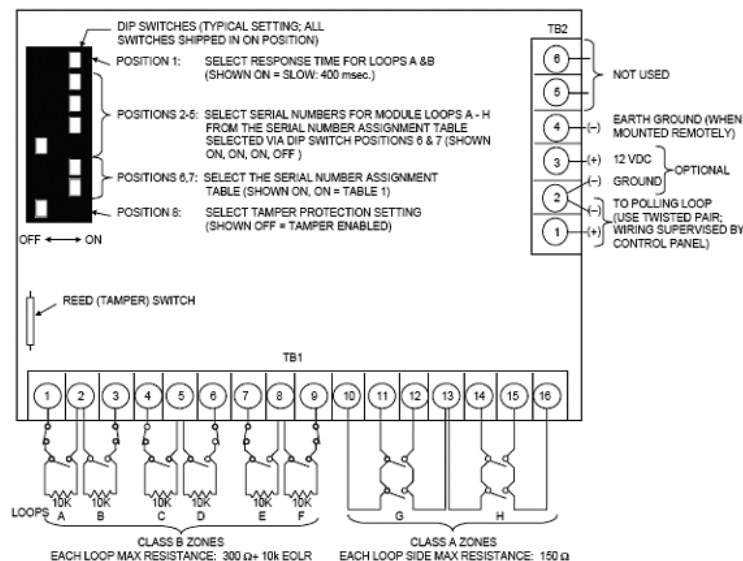 DIP SWITCHES (TYPICAL SETTING; ALL
SWITCHES SHIPPED IN ON POSITION)
POSITION 1: SELECT RESPONSE TIME FOR LOOPS A &B
(SHOWN ON = SLOW: 400 msec.)
POSITIONS 2-5: SELECT SERIAL NUMBERS FOR MODULE LOOPS A - H
FROM THE SERIAL NUMBER ASSIGNMENT TABLE
SELECTED VIA DIP SWITCH POSITIONS 6 & 7 (SHOWN
ON, ON, ON, OFF )
POSITIONS 6,7: SELECT THE SERIAL NUMBER ASSIGNMENT
TABLE (SHOWN ON, ON = TABLE 1)
POSITION 8: SELECT TAMPER PROTECTION SETTING
(SHOWN OFF = TAMPER ENABLED)
OFF ON
TB2
6
5
NOT USED
4 (–) EARTH GROUND (WHEN
MOUNTED REMOTELY)
3 (+) 12 VDC
(–) GROUND
OPTIONAL
2
(–)
1 (+)
TO POLLING LOOP
(USE TWISTED PAIR;
WIRING SUPERVISED BY
CONTROL PANEL)
REED (TAMPER) SWITCH
TB1
1 2 3 4 5 6 7 8 9 10 11 12 13 14 15 16
10K 10K 10K 10K 10K 10K
LOOPS A B C D E F G H
CLASS B ZONES
EACH LOOP MAX RESISTANCE: 300 Ω+ 10k EOLR
CLASS A ZONES
EACH LOOP SIDE MAX RESISTANCE: 150 Ω